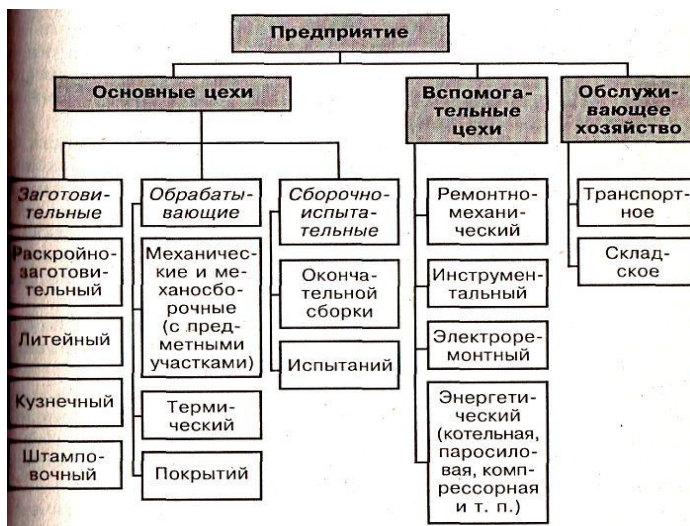 Предприятие
Основные цехи
Вспомога-
тельные
цехи
Обслужи-
вающее
хозяйство
Заготови-
тельные
Раскройно-
заготови-
тельный
Литейный
Кузнечный
Штампо-
вочный
Обрабаты-
вающие
Механичес-
кие и ме-
ханосбо-
рочные
(с пред-
метными
участками)
Терми-
ческий
Покрытий
Сборочно-
испыта-
тельные
Оконча-
тельной
сборки
Испытаний
Ремонтно-
механи-
ческий
Инструмен-
тальный
Электроре-
монтный
Энергети-
ческий
(котельная,
паросило-
вая, комп-
рессорная
и т. п.)
Транспорт-
ное
Склад-
ское